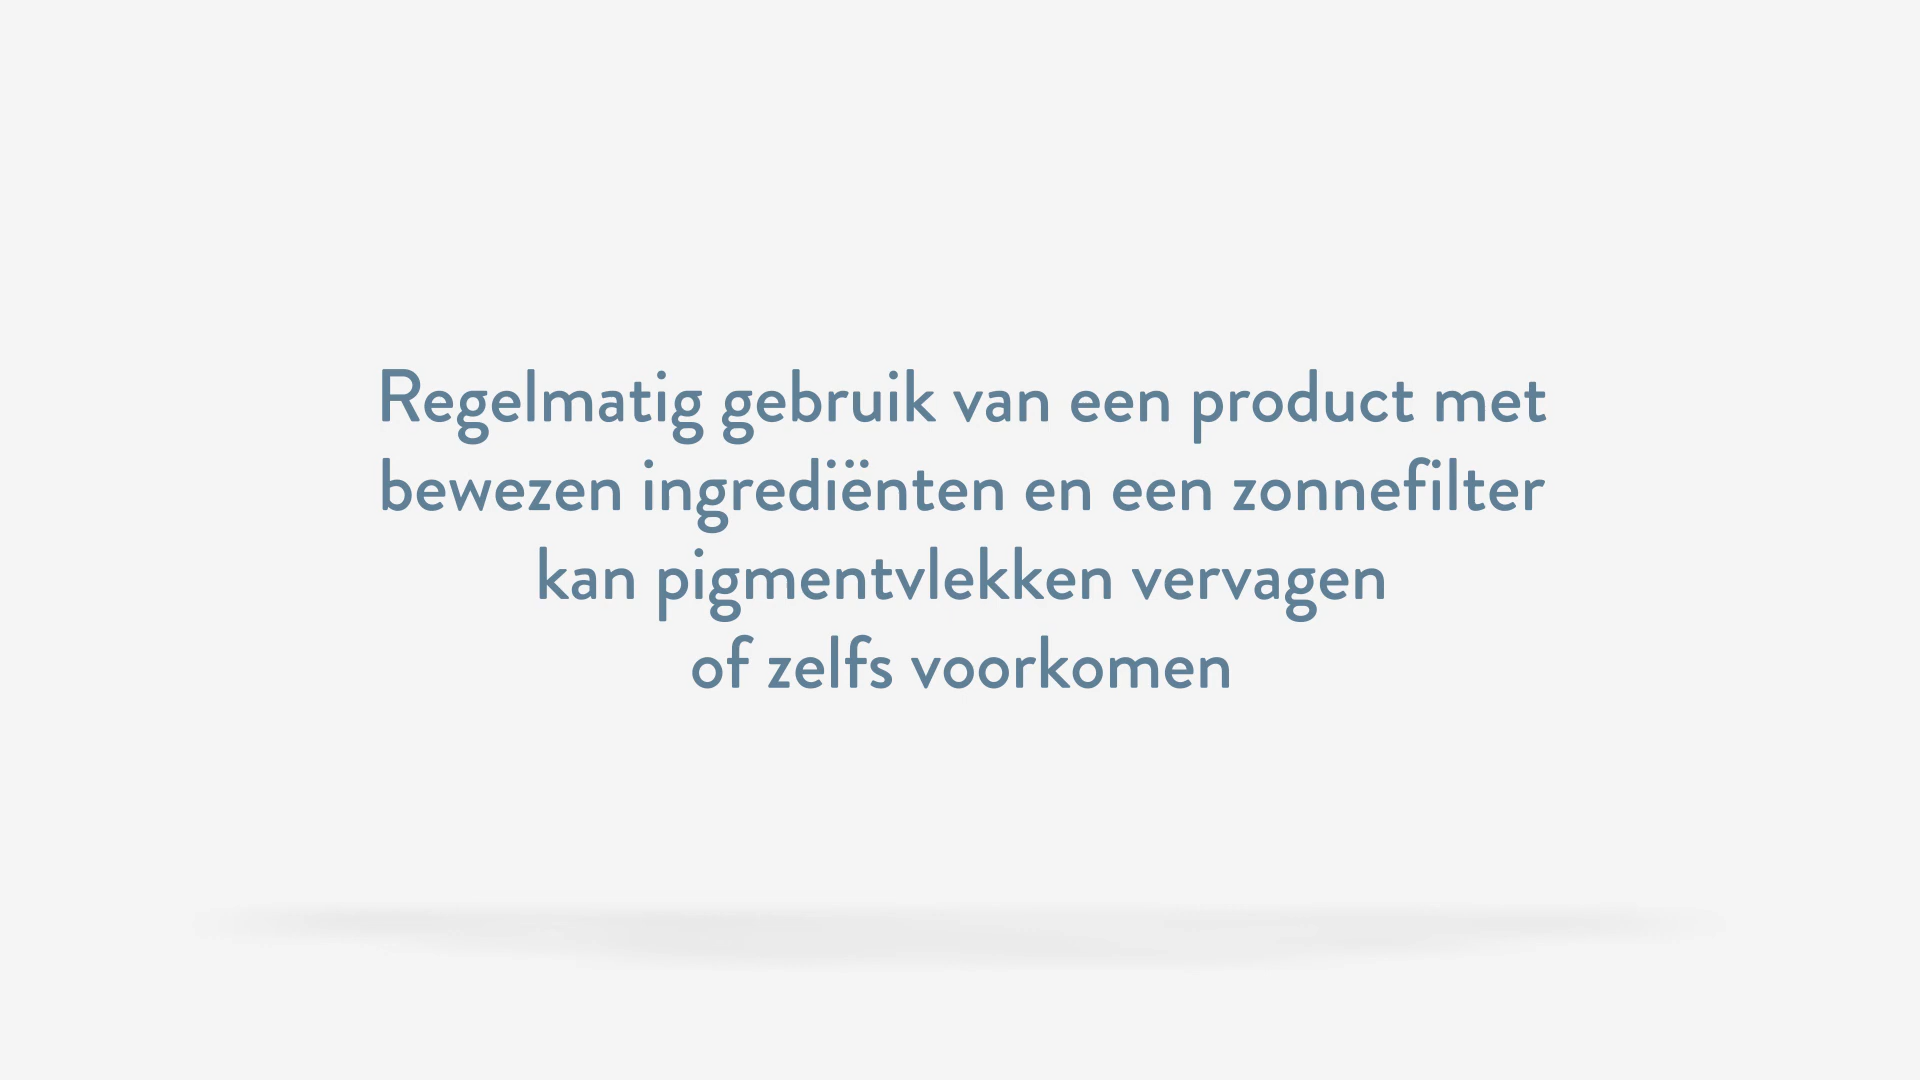 Regelmatig gebruik van een product met
bewezen ingrediënten en een zonnefilter
kan pigmentvlekken vervagen
of zelfs voorkomen